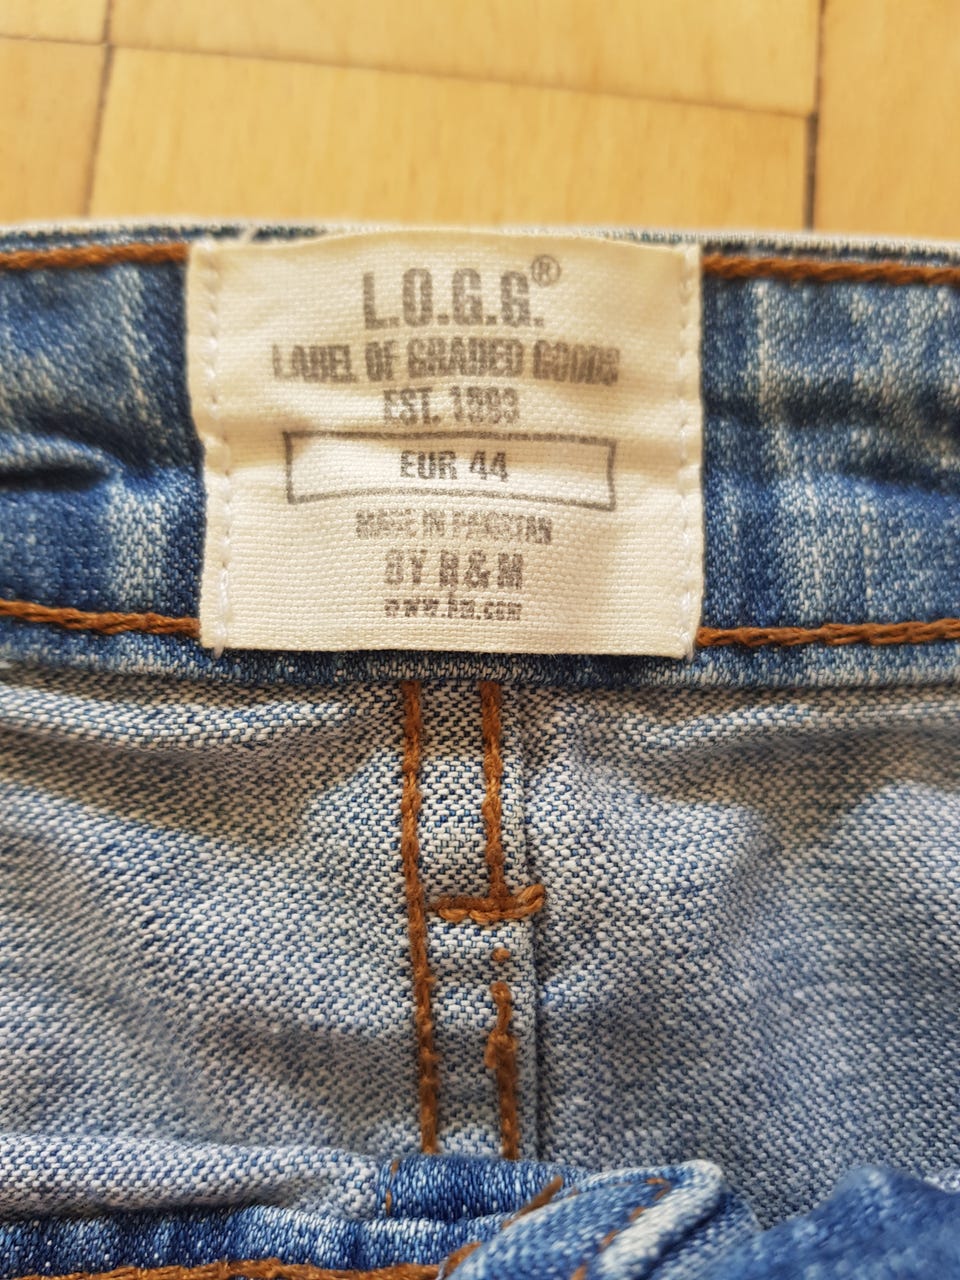 L.O.G.G.®
LABEL OF GRADED GOODS
EST. 1993
EUR 44
MADE IN PAKISTAN
BY H&M
www.hm.com